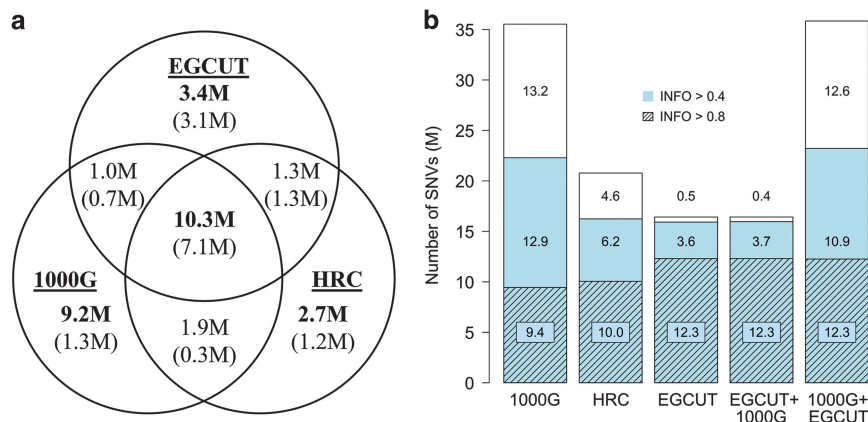 a
EGCUT
3.4M
(3.1M)
1.0M
(0.7M)
1.3M
(1.3M)
10.3M
(7.1M)
1000G
9.2M
(1.3M)
HRC
2.7M
(1.2M)
1.9M
(0.3M)
b
Number of SNVs (M)
35
30
25
20
15
10
5
0
INFO > 0.4
INFO > 0.8
13.2
12.9
9.4
4.6
6.2
10.0
0.5
3.6
12.3
0.4
3.7
12.3
12.6
10.9
12.3
1000G
HRC
EGCUT
EGCUT+
1000G
1000G+
EGCUT